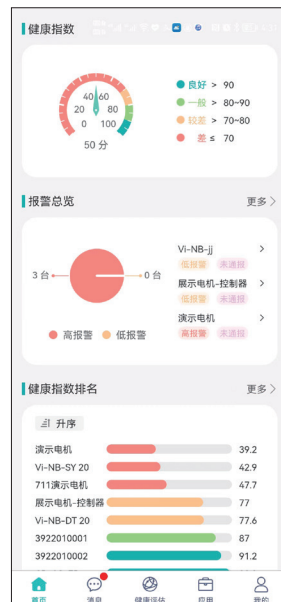 健康指数
良好 > 90
一般 > 80~90
较差 > 70~80
差 ≤ 70
40 60
20 80
0 100
50 分
报警总览
更多 >
3 台
0 台
高报警 低报警
Vi-NB-jj >
低报警 未通报
展示电机-控制器 >
低报警 未通报
演示电机 >
高报警 未通报
健康指数排名
更多 >
升序
演示电机 39.2
Vi-NB-SY 20 42.9
711演示电机 47.7
展示电机-控制器 77
Vi-NB-DT 20 77.6
3922010001 87
3922010002 91.2
首页 消息 健康评估 应用 我的